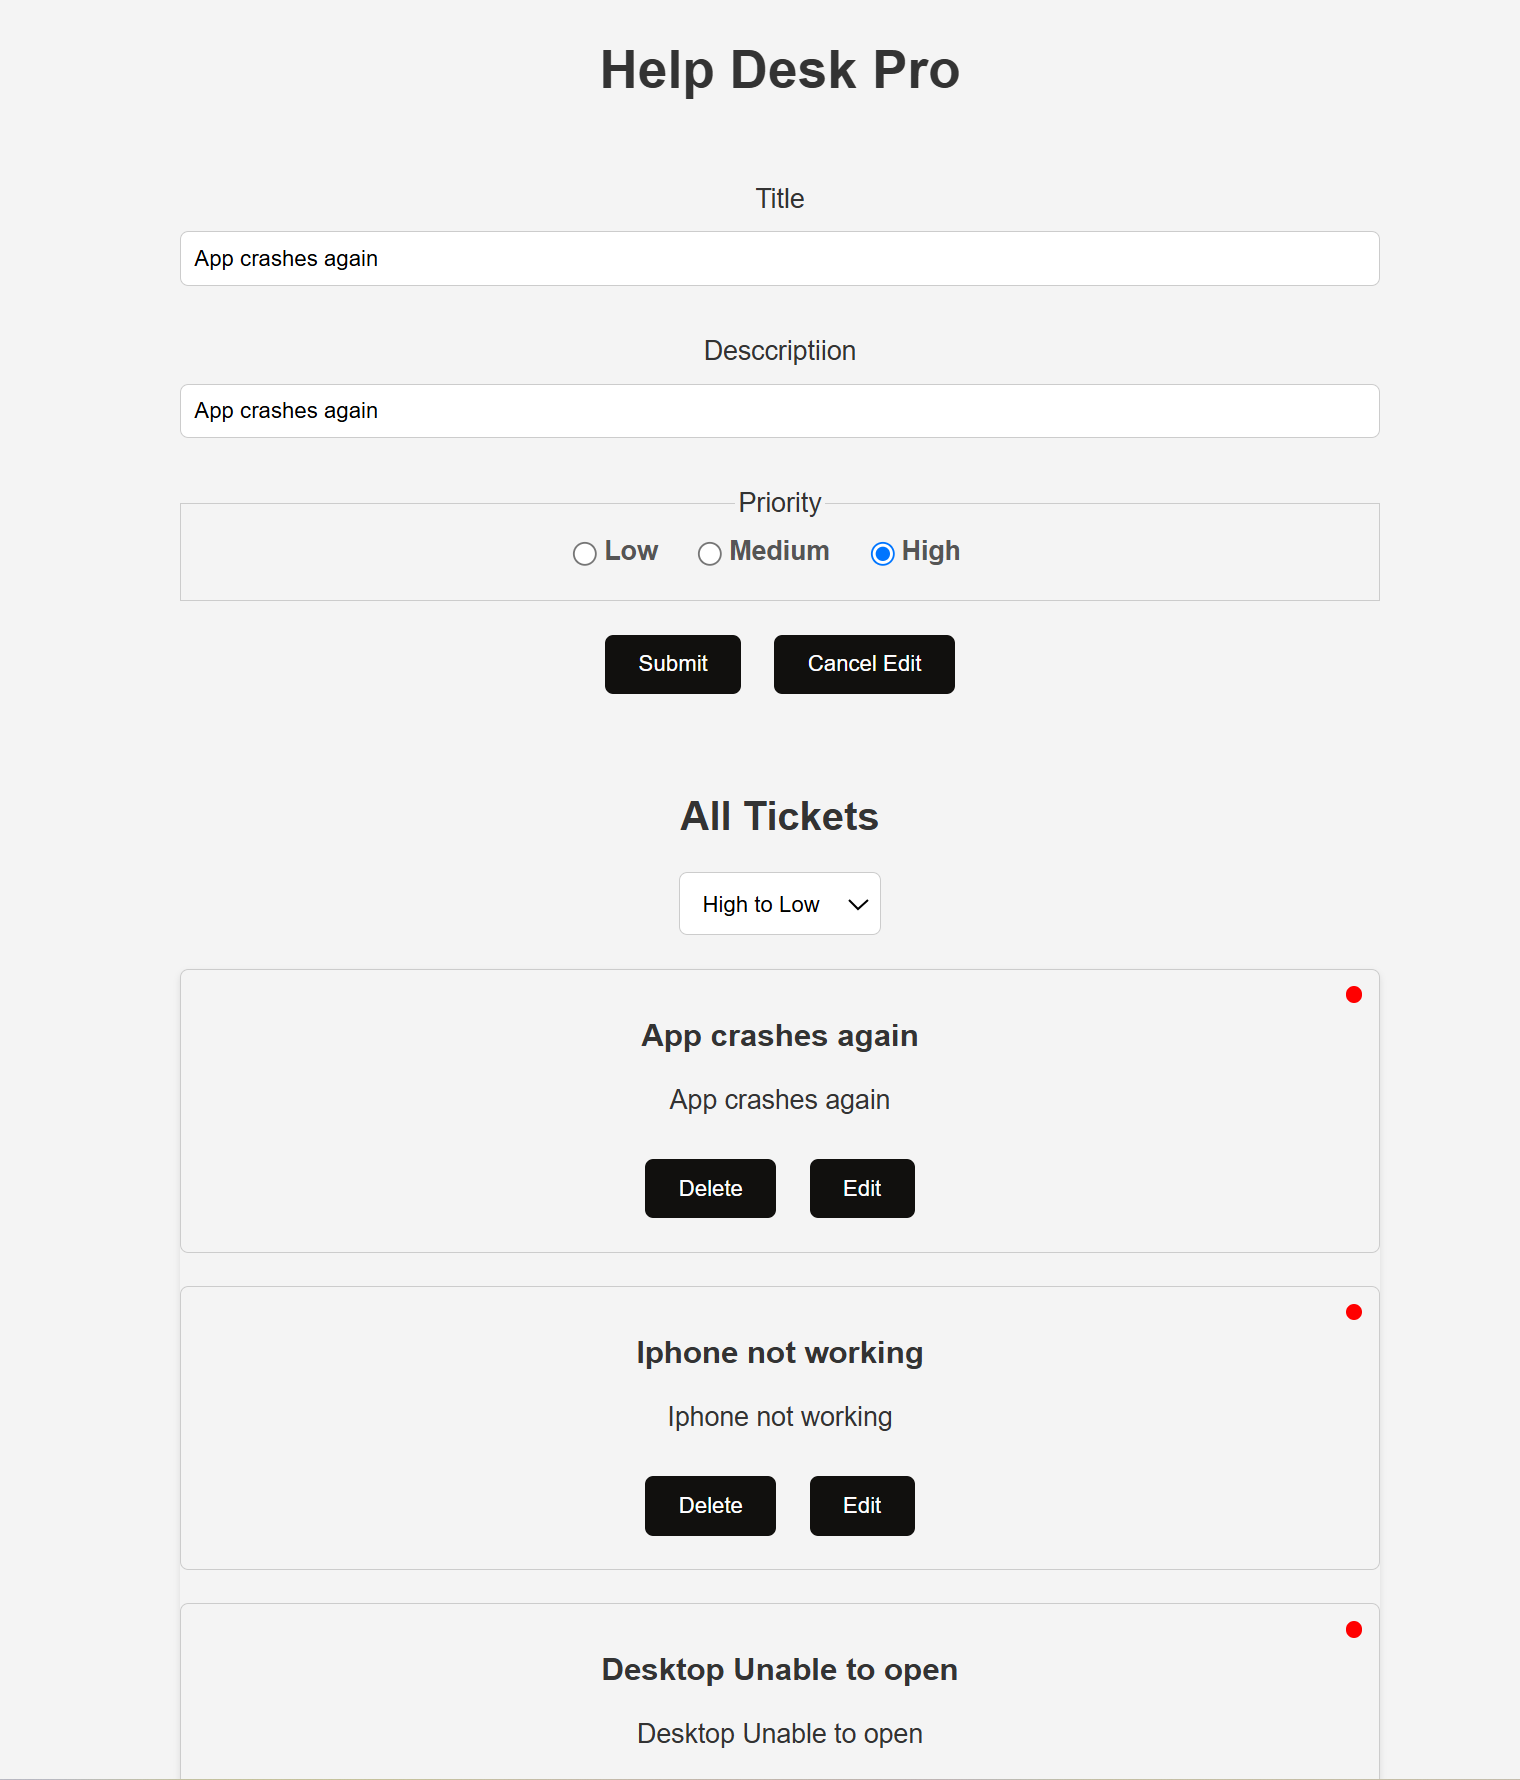 Help Desk Pro
Title
App crashes again
Desccriptiion
App crashes again
Priority
Low Medium High
Submit Cancel Edit
All Tickets
High to Low
App crashes again
App crashes again
Delete Edit
Iphone not working
Iphone not working
Delete Edit
Desktop Unable to open
Desktop Unable to open